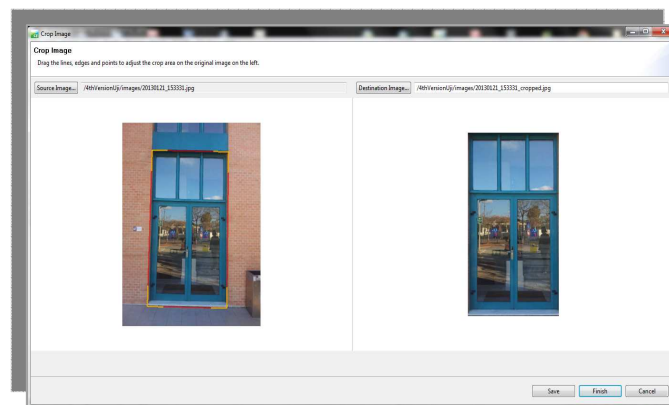 Crop Image
Crop Image
Drag the lines, edges and points to adjust the crop area on the original image on the left.
Source Image... /4thVersionUji/images/20130121_153331.jpg
Destination Image... /4thVersionUji/images/20130121_153331_cropped.jpg
Save Finish Cancel